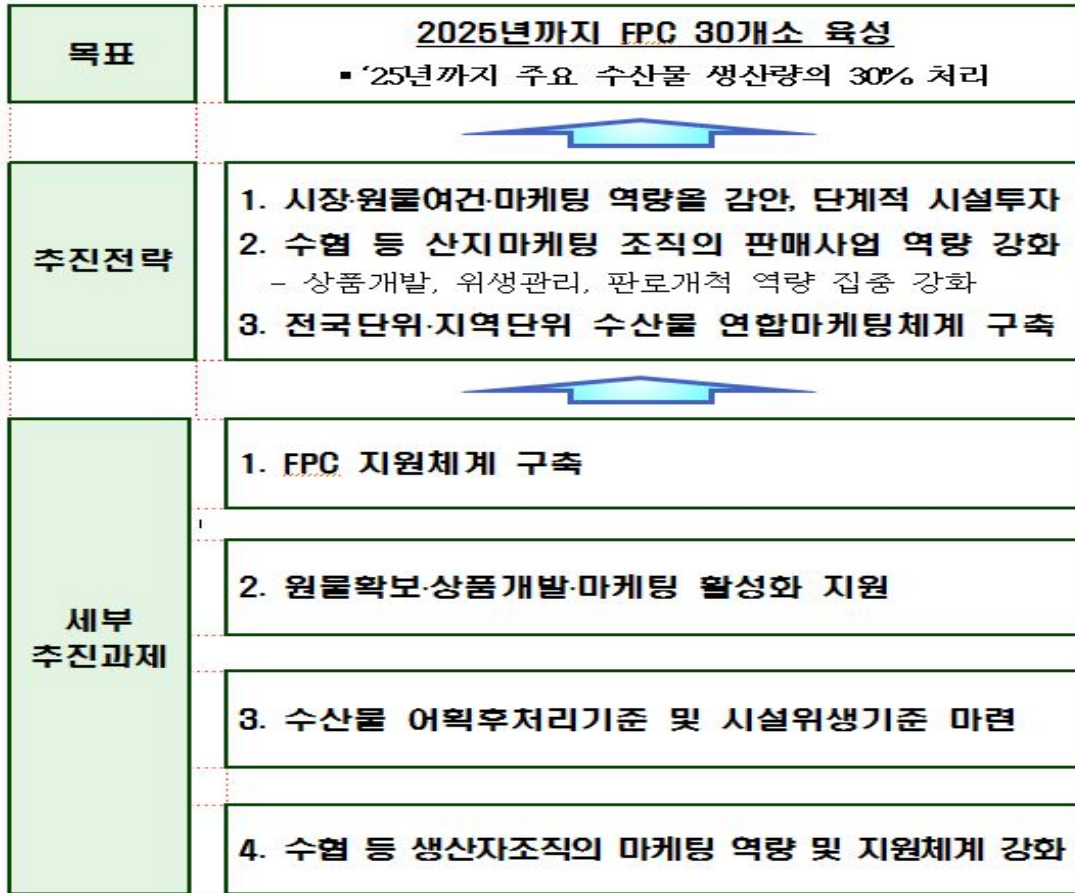 목표
2025년까지 FPC 30개소 육성
▪ ‘25년까지 주요 수산물 생산량의 30% 처리
추진전략
1. 시장·원물여건·마케팅 역량을 감안, 단계적 시설투자
2. 수협 등 산지마케팅 조직의 판매사업 역량 강화
– 상품개발, 위생관리, 판로개척 역량 집중 강화
3. 전국단위·지역단위 수산물 연합마케팅체계 구축
세부
추진과제
1. FPC 지원체계 구축
2. 원물확보·상품개발·마케팅 활성화 지원
3. 수산물 어획후처리기준 및 시설위생기준 마련
4. 수협 등 생산자조직의 마케팅 역량 및 지원체계 강화